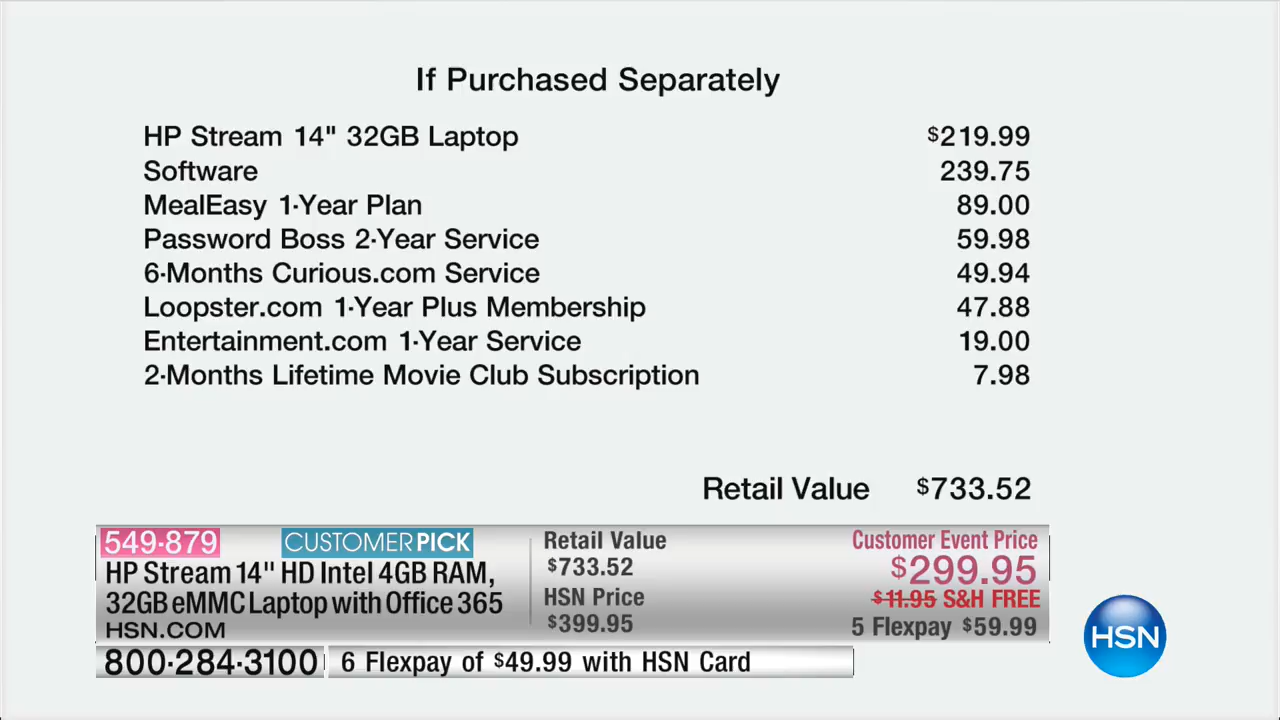 If Purchased Separately
HP Stream 14" 32GB Laptop $219.99
Software 239.75
MealEasy 1-Year Plan 89.00
Password Boss 2-Year Service 59.98
6-Months Curious.com Service 49.94
Loopster.com 1-Year Plus Membership 47.88
Entertainment.com 1-Year Service 19.00
2-Months Lifetime Movie Club Subscription 7.98
Retail Value $733.52
549-879 CUSTOMERPICK
HP Stream 14" HD Intel 4GB RAM,
32GB eMMC Laptop with Office 365
HSN.COM
Retail Value
$733.52
HSN Price
$399.95
Customer Event Price
$299.95
$11.95 S&H FREE
5 Flexpay $59.99
800-284-3100 6 Flexpay of $49.99 with HSN Card
HSN